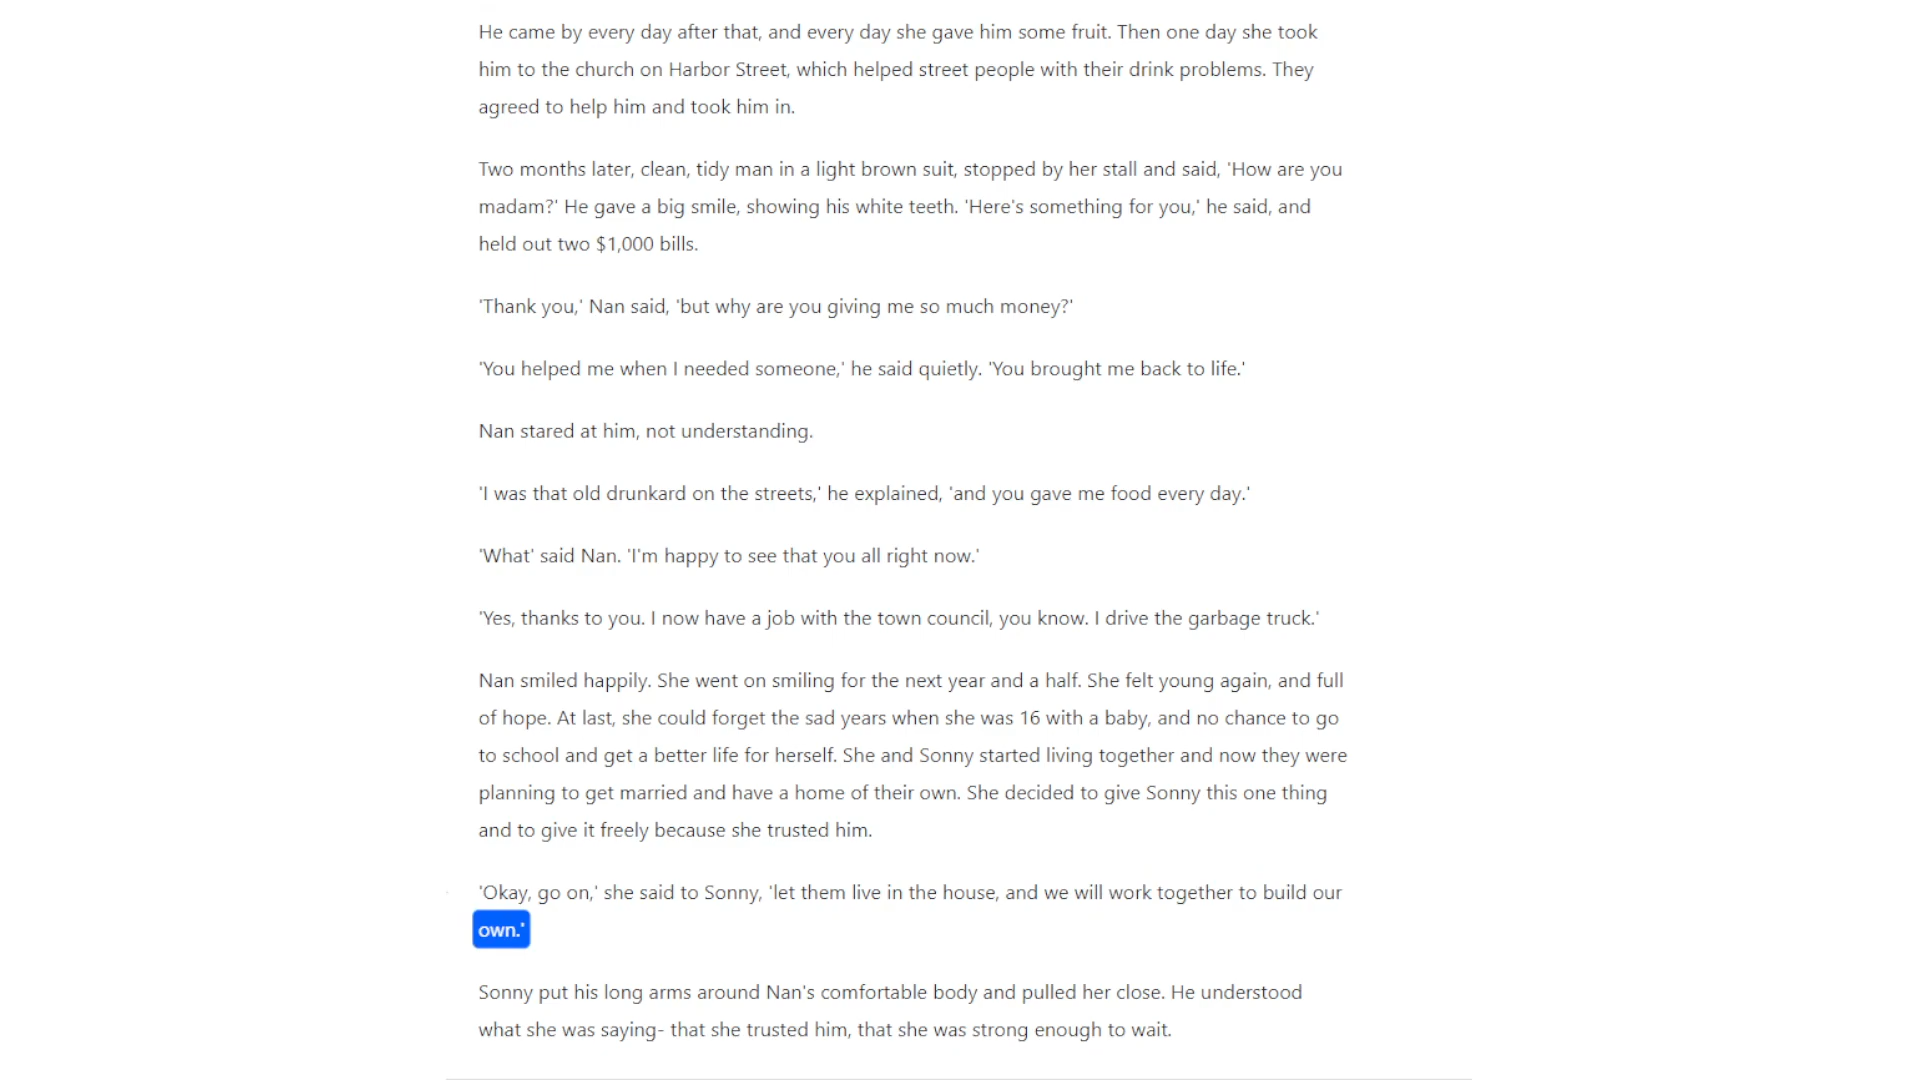 He came by every day after that, and every day she gave him some fruit. Then one day she took
him to the church on Harbor Street, which helped street people with their drink problems. They
agreed to help him and took him in.
Two months later, clean, tidy man in a light brown suit, stopped by her stall and said, 'How are you
madam?' He gave a big smile, showing his white teeth. 'Here's something for you,' he said, and
held out two $1,000 bills.
'Thank you,' Nan said, 'but why are you giving me so much money?'
'You helped me when I needed someone,' he said quietly. 'You brought me back to life.'
Nan stared at him, not understanding.
'I was that old drunkard on the streets,' he explained, 'and you gave me food every day.'
'What' said Nan. 'I'm happy to see that you all right now.'
'Yes, thanks to you. I now have a job with the town council, you know. I drive the garbage truck.'
Nan smiled happily. She went on smiling for the next year and a half. She felt young again, and full
of hope. At last, she could forget the sad years when she was 16 with a baby, and no chance to go
to school and get a better life for herself. She and Sonny started living together and now they were
planning to get married and have a home of their own. She decided to give Sonny this one thing
and to give it freely because she trusted him.
'Okay, go on,' she said to Sonny, 'let them live in the house, and we will work together to build our
own.'
Sonny put his long arms around Nan's comfortable body and pulled her close. He understood
what she was saying- that she trusted him, that she was strong enough to wait.